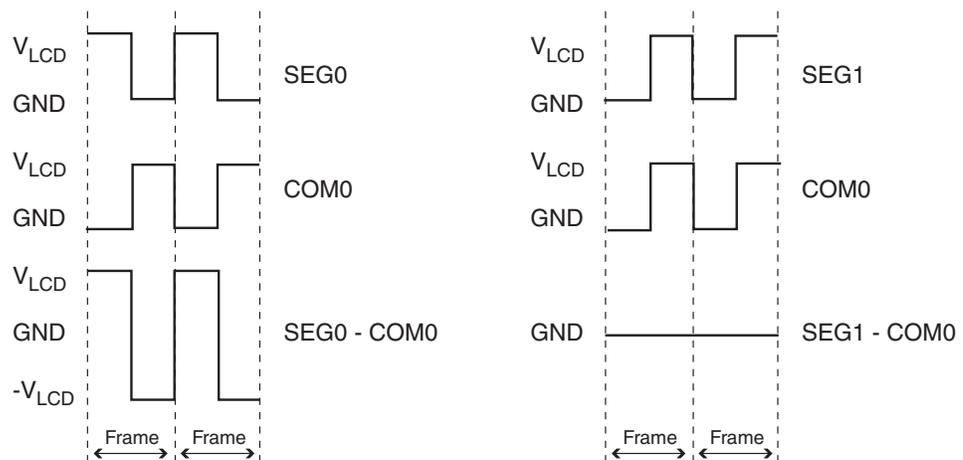 V_LCD
GND
SEG0
V_LCD
GND
COM0
V_LCD
GND
-V_LCD
SEG0 - COM0
Frame
Frame
V_LCD
GND
SEG1
V_LCD
GND
COM0
GND
SEG1 - COM0
Frame
Frame